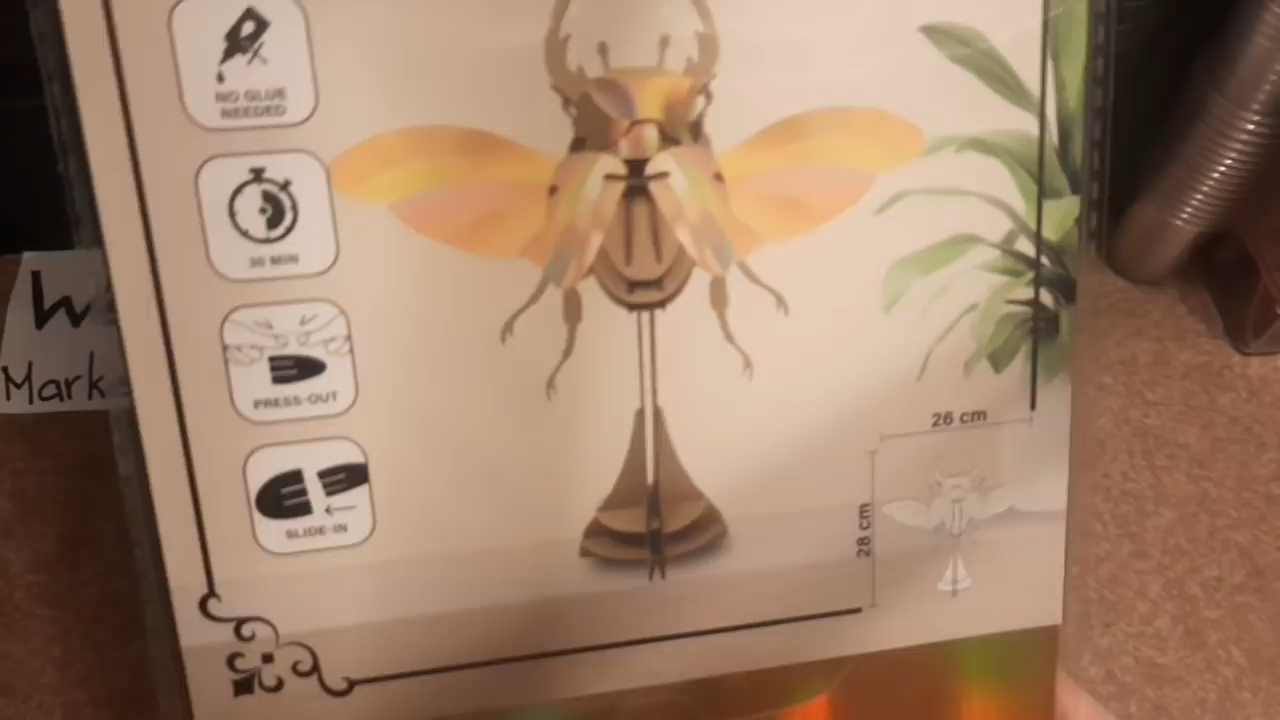 NO GLUE
NEEDED
30 MIN
PRESS-OUT
SLIDE-IN
Mark
26 cm
28 cm